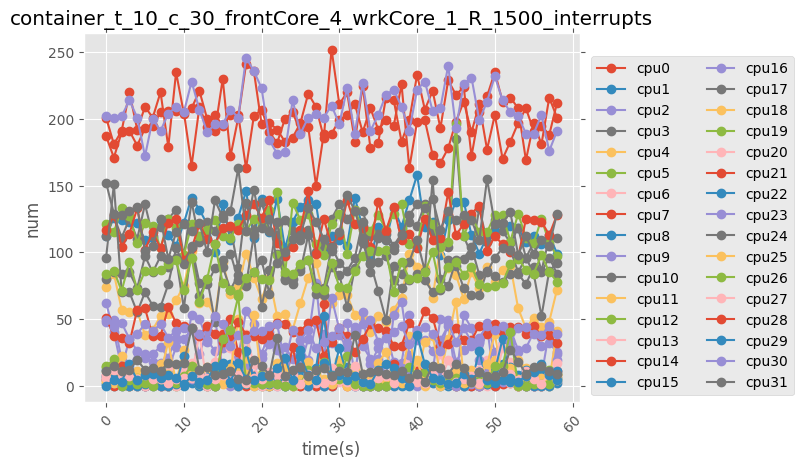 container_t_10_c_30_frontCore_4_wrkCore_1_R_1500_interrupts
250
200
150
100
50
0
num
0
10
20
30
40
50
60
time(s)
cpu0
cpu1
cpu2
cpu3
cpu4
cpu5
cpu6
cpu7
cpu8
cpu9
cpu10
cpu11
cpu12
cpu13
cpu14
cpu15
cpu16
cpu17
cpu18
cpu19
cpu20
cpu21
cpu22
cpu23
cpu24
cpu25
cpu26
cpu27
cpu28
cpu29
cpu30
cpu31